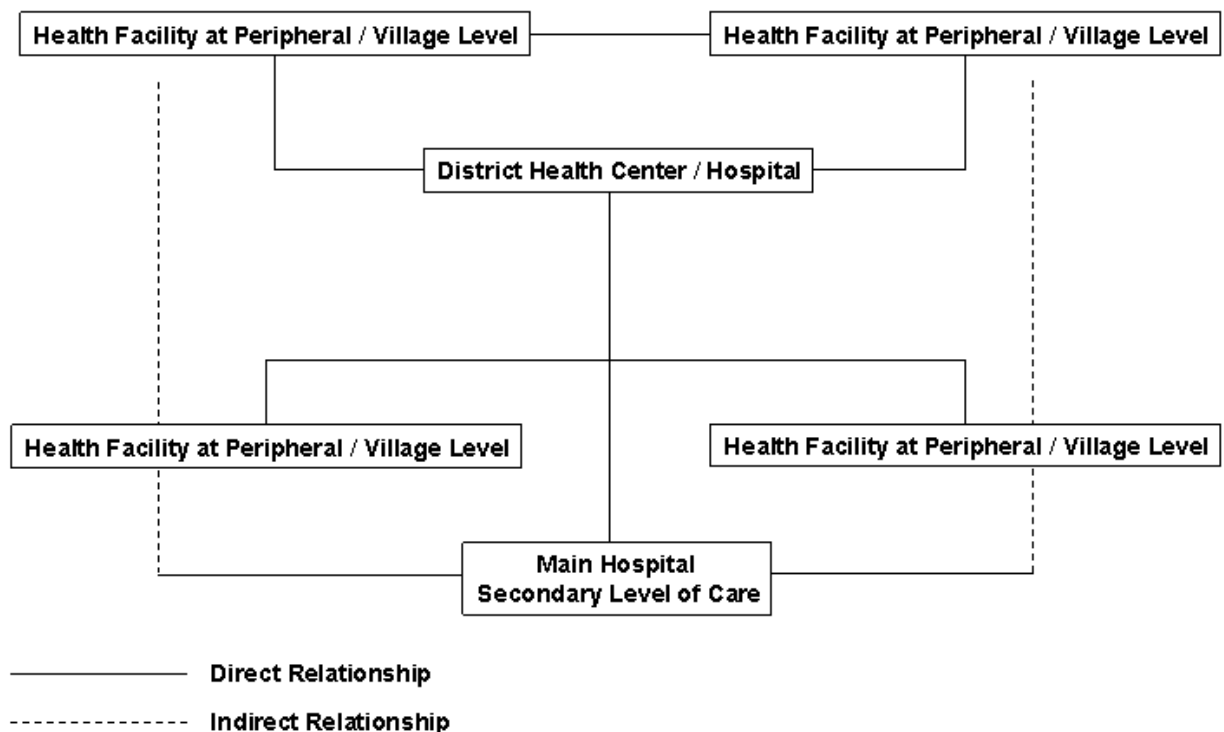 Health Facility at Peripheral / Village Level
Health Facility at Peripheral / Village Level
District Health Center / Hospital
Health Facility at Peripheral / Village Level
Health Facility at Peripheral / Village Level
Main Hospital
Secondary Level of Care
Direct Relationship
Indirect Relationship